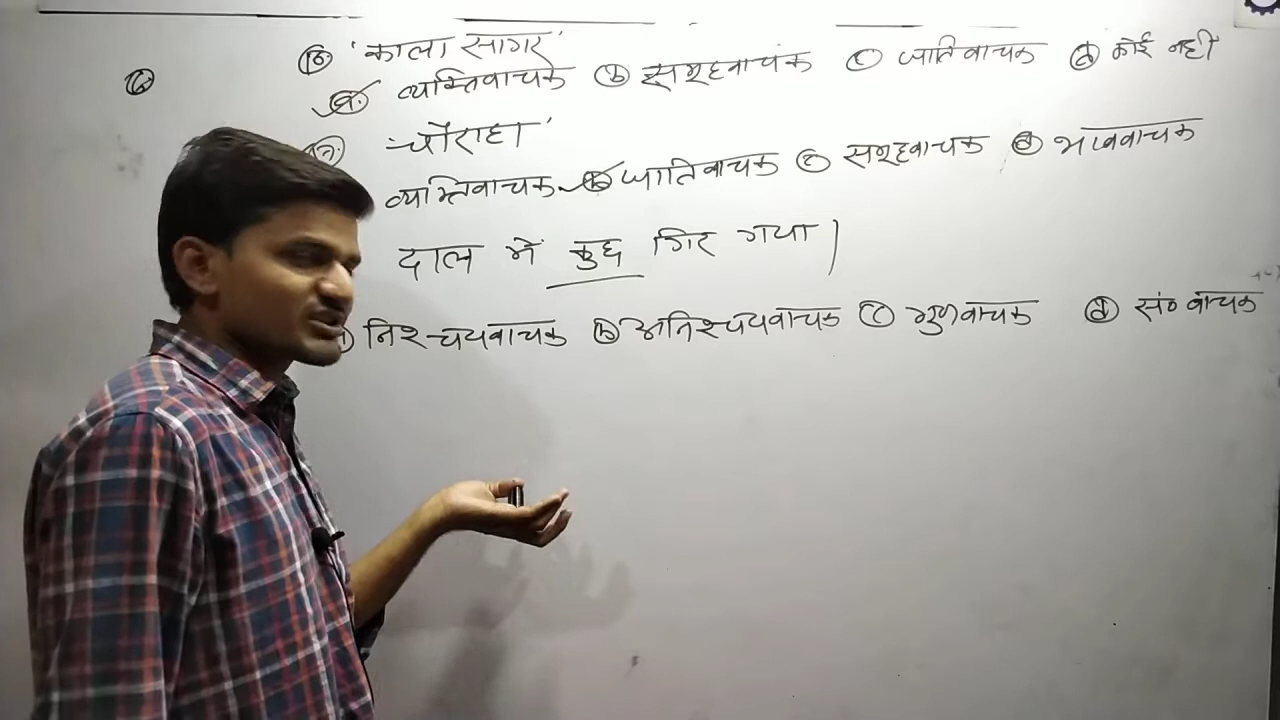 (16) 'काला सागर'
(a) व्यक्तिवाचक (b) समूहवाचक (c) जातिवाचक (d) कोई नहीं
'चौराहा'
व्यक्तिवाचक (b) जातिवाचक (c) समूहवाचक (d) भाववाचक
दाल में कुछ गिर गया।
निश्चयवाचक (b) अनिश्चयवाचक (c) गुणवाचक (d) संo वाचक